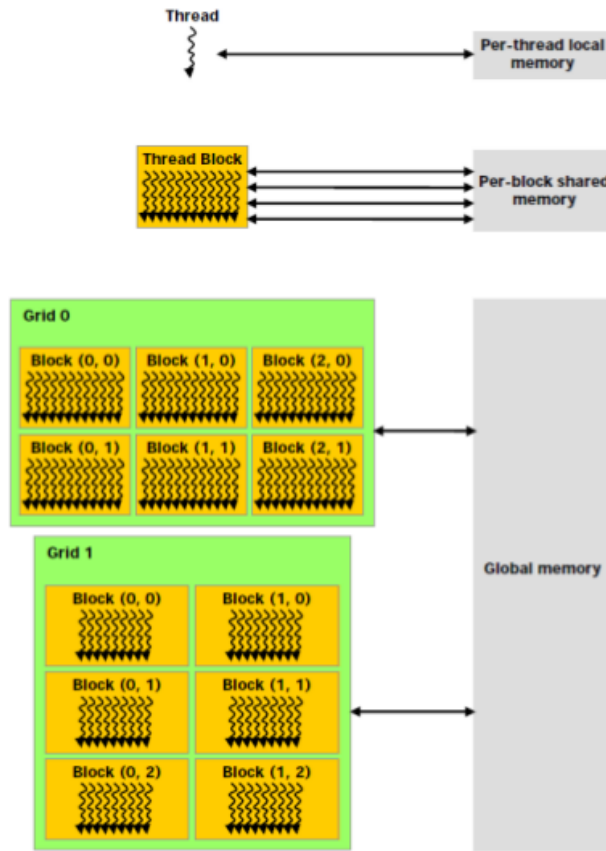 Thread
Per-thread local
memory
Thread Block
Per-block shared
memory
Grid 0
Block (0, 0)
Block (1, 0)
Block (2, 0)
Block (0, 1)
Block (1, 1)
Block (2, 1)
Global memory
Grid 1
Block (0, 0)
Block (1, 0)
Block (0, 1)
Block (1, 1)
Block (0, 2)
Block (1, 2)